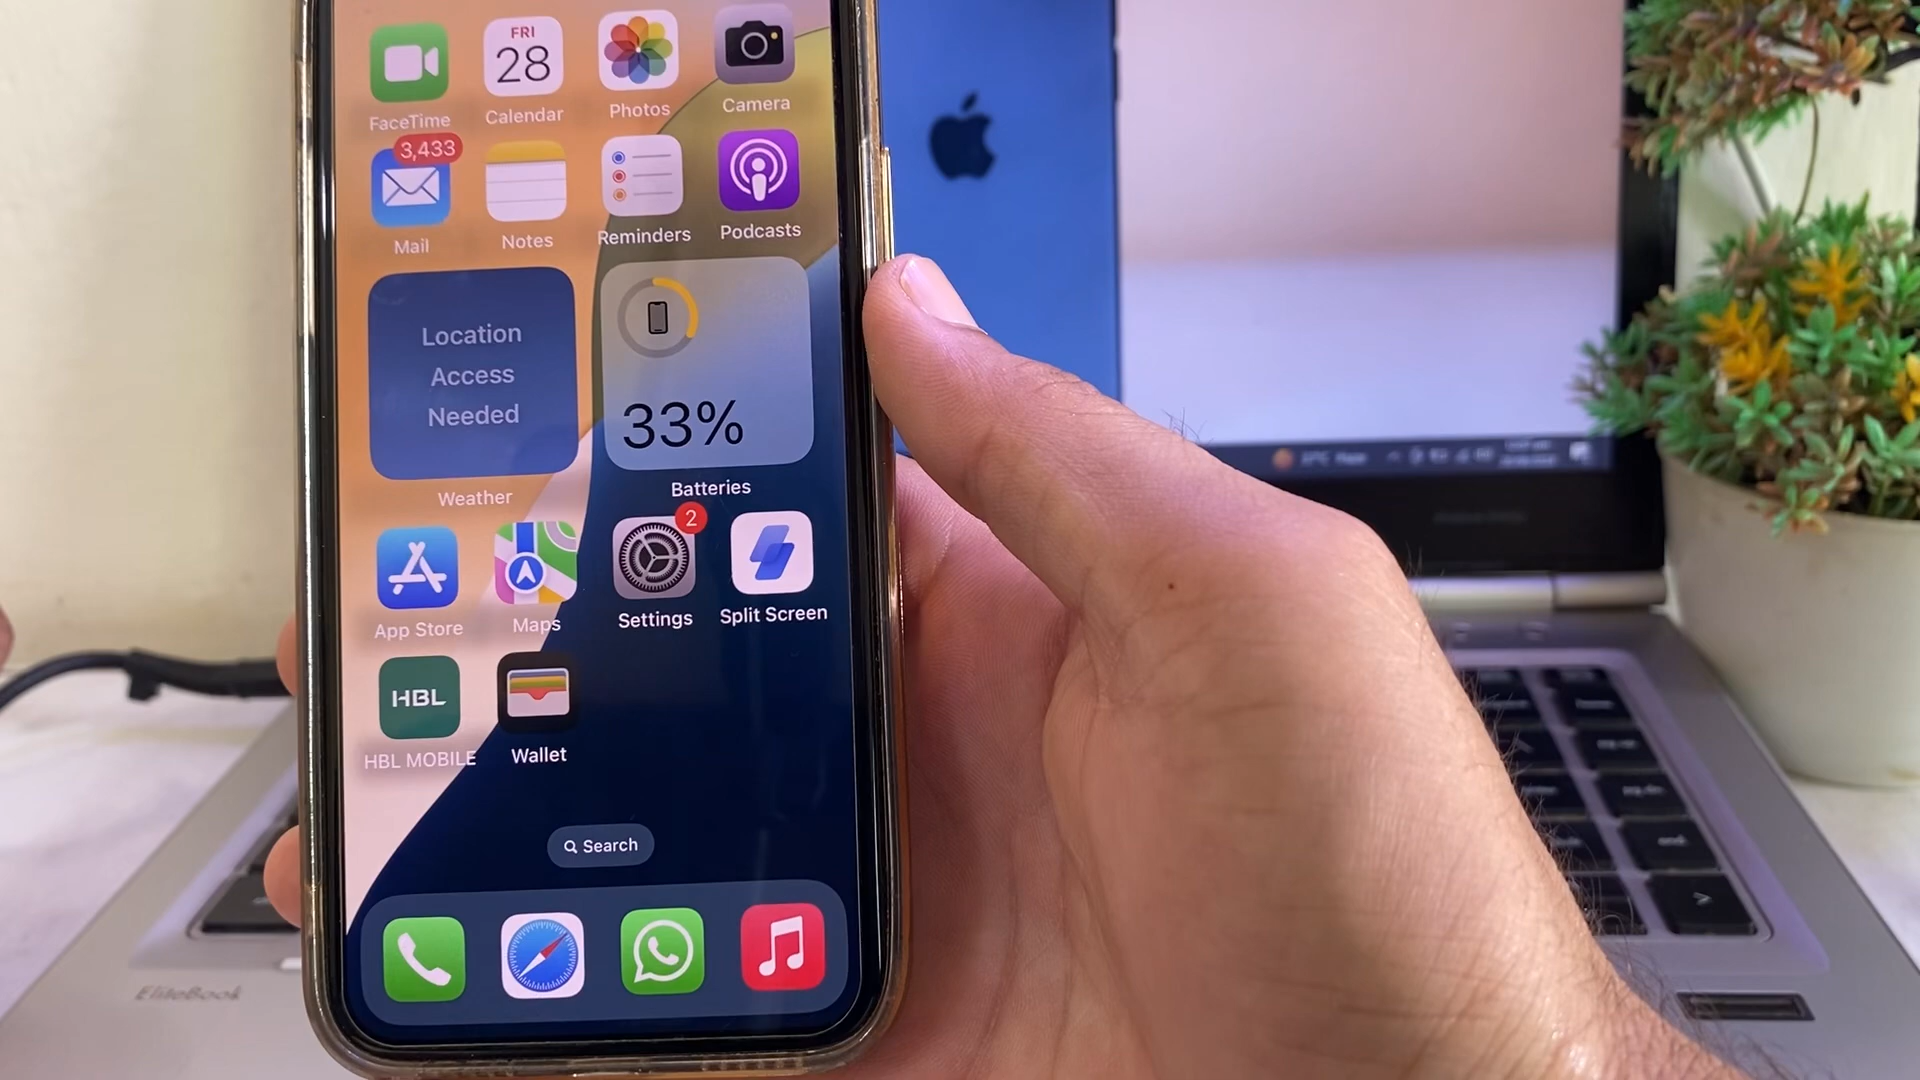 FRI
28
FaceTime
Calendar
Photos
Camera
3,433
Mail
Notes
Reminders
Podcasts
Location
Access
Needed
33%
Weather
Batteries
2
App Store
Maps
Settings
Split Screen
HBL
HBL MOBILE
Wallet
Search
EliteBook